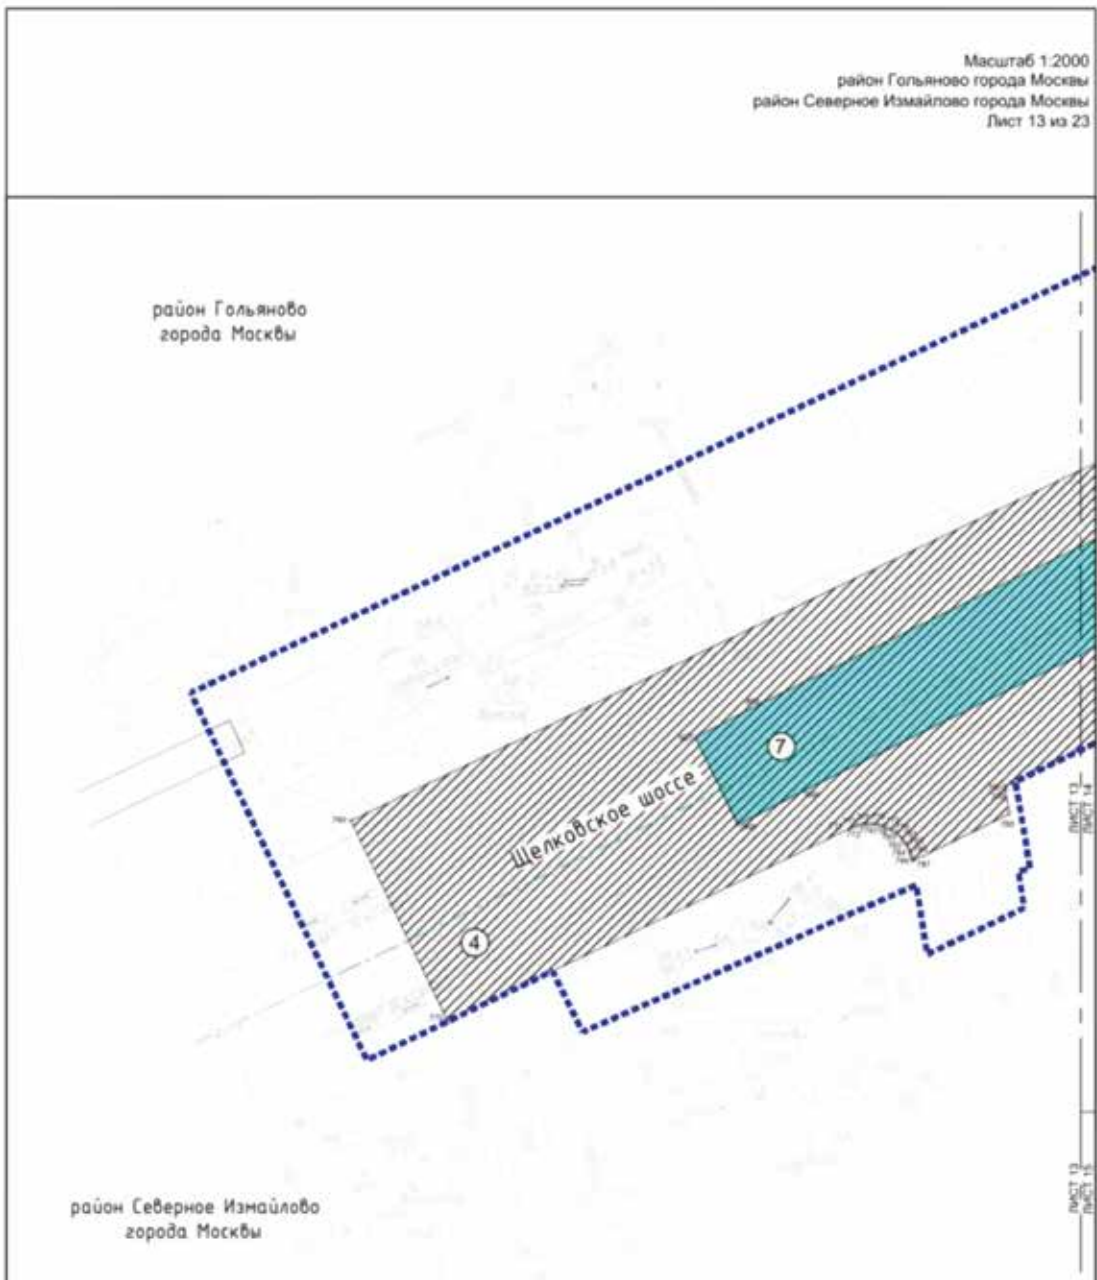 Масштаб 1:2000
район Гольяново города Москвы
район Северное Измайлово города Москвы
Лист 13 из 23
район Гольяново
города Москвы
7
Щелковское шоссе
4
ЛИСТ 13
ЛИСТ 14
ЛИСТ 13
ЛИСТ 15
район Северное Измайлово
города Москвы